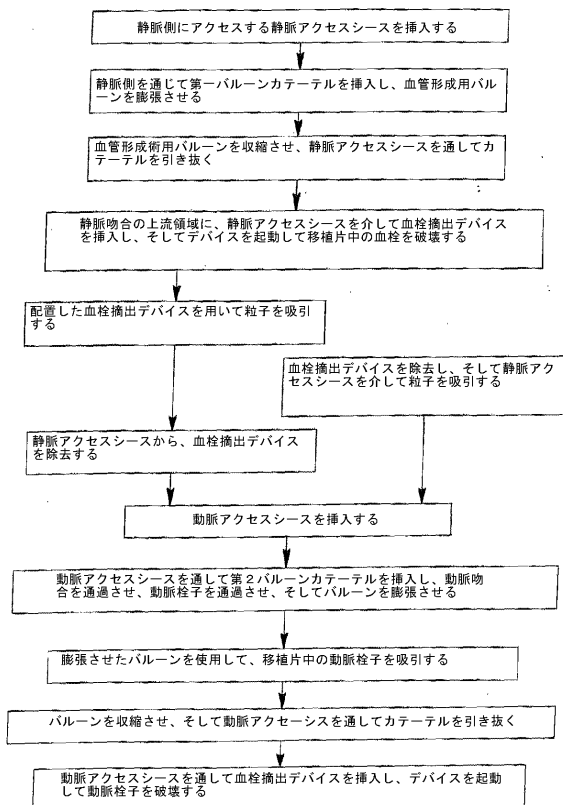 静脈側にアクセスする静脈アクセスシースを挿入する
静脈側を通じて第一バルーンカテーテルを挿入し、血管形成用バル
ーンを膨張させる
血管形成術用バルーンを収縮させ、静脈アクセスシースを通してカ
テーテルを引き抜く
静脈吻合の上流領域に、静脈アクセスシースを介して血栓摘出デバイス
を挿入し、そしてデバイスを起動して移植片中の血栓を破壊する
配置した血栓摘出デバイスを用いて粒子を吸引
する
血栓摘出デバイスを除去し、そして静脈アク
セスシースを介して粒子を吸引する
静脈アクセスシースから、血栓摘出デバイス
を除去する
動脈アクセスシースを挿入する
動脈アクセスシースを通して第２バルーンカテーテルを挿入し、動脈吻
合を通過させ、動脈栓子を通過させ、そしてバルーンを膨張させる
膨張させたバルーンを使用して、移植片中の動脈栓子を吸引する
バルーンを収縮させ、そして動脈アクセーシスを通してカテーテルを引き抜く
動脈アクセスシースを通して血栓摘出デバイスを挿入し、デバイスを起動
して動脈栓子を破壊する